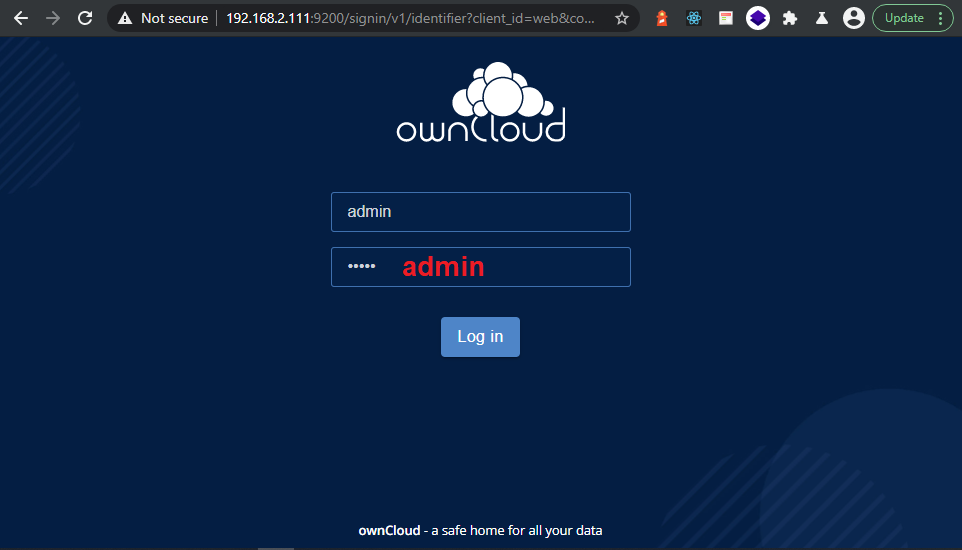 Not secure | 192.168.2.111:9200/signin/v1/identifier?client_id=web&co... Update
ownCloud
admin
••••• admin
Log in
ownCloud - a safe home for all your data